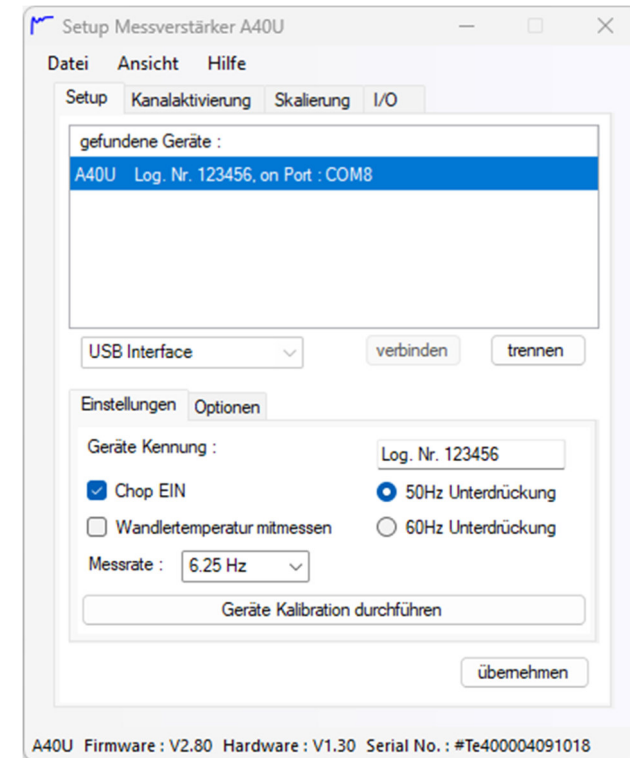 Setup Messverstärker A40U
Datei Ansicht Hilfe
Setup Kanalaktivierung Skalierung I/O
gefundene Geräte :
A40U Log. Nr. 123456, on Port : COM8
USB Interface verbinden trennen
Einstellungen Optionen
Geräte Kennung : Log. Nr. 123456
Chop EIN 50Hz Unterdrückung
Wandlertemperatur mitmessen 60Hz Unterdrückung
Messrate : 6.25 Hz
Geräte Kalibration durchführen
übernehmen
A40U Firmware : V2.80 Hardware : V1.30 Serial No. : #Te400004091018